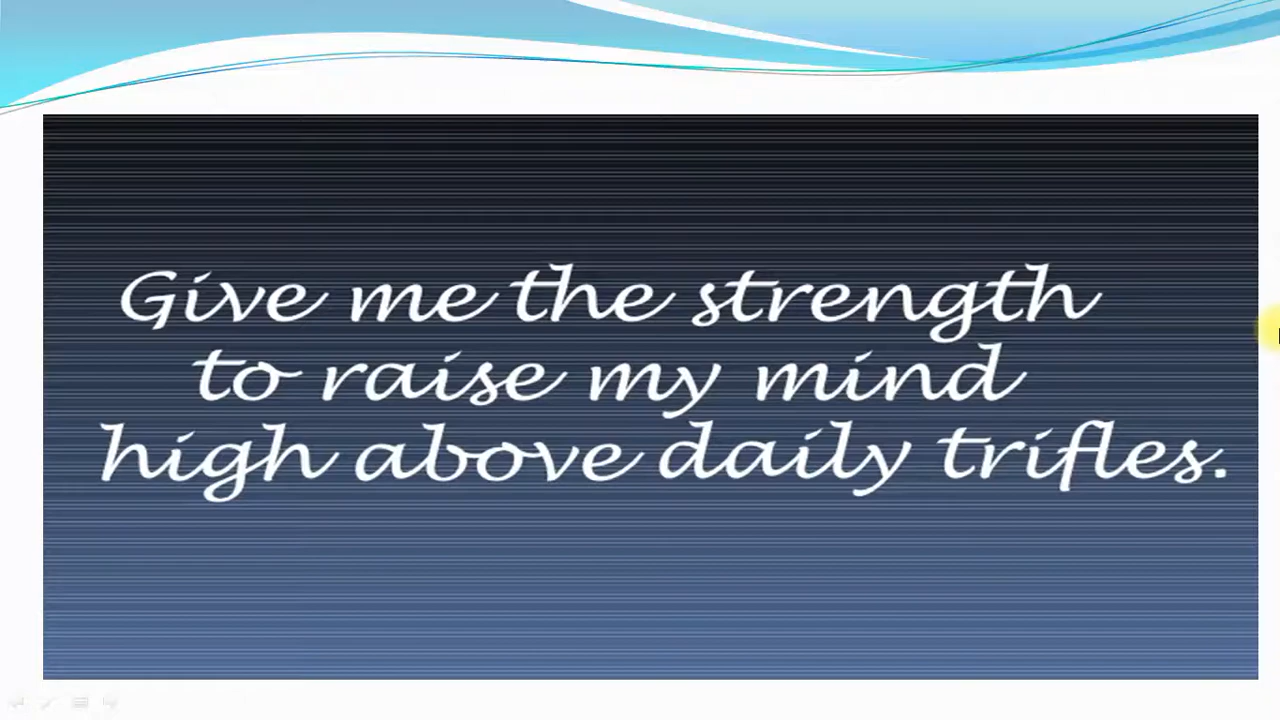 Give me the strength
to raise my mind
high above daily trifles.